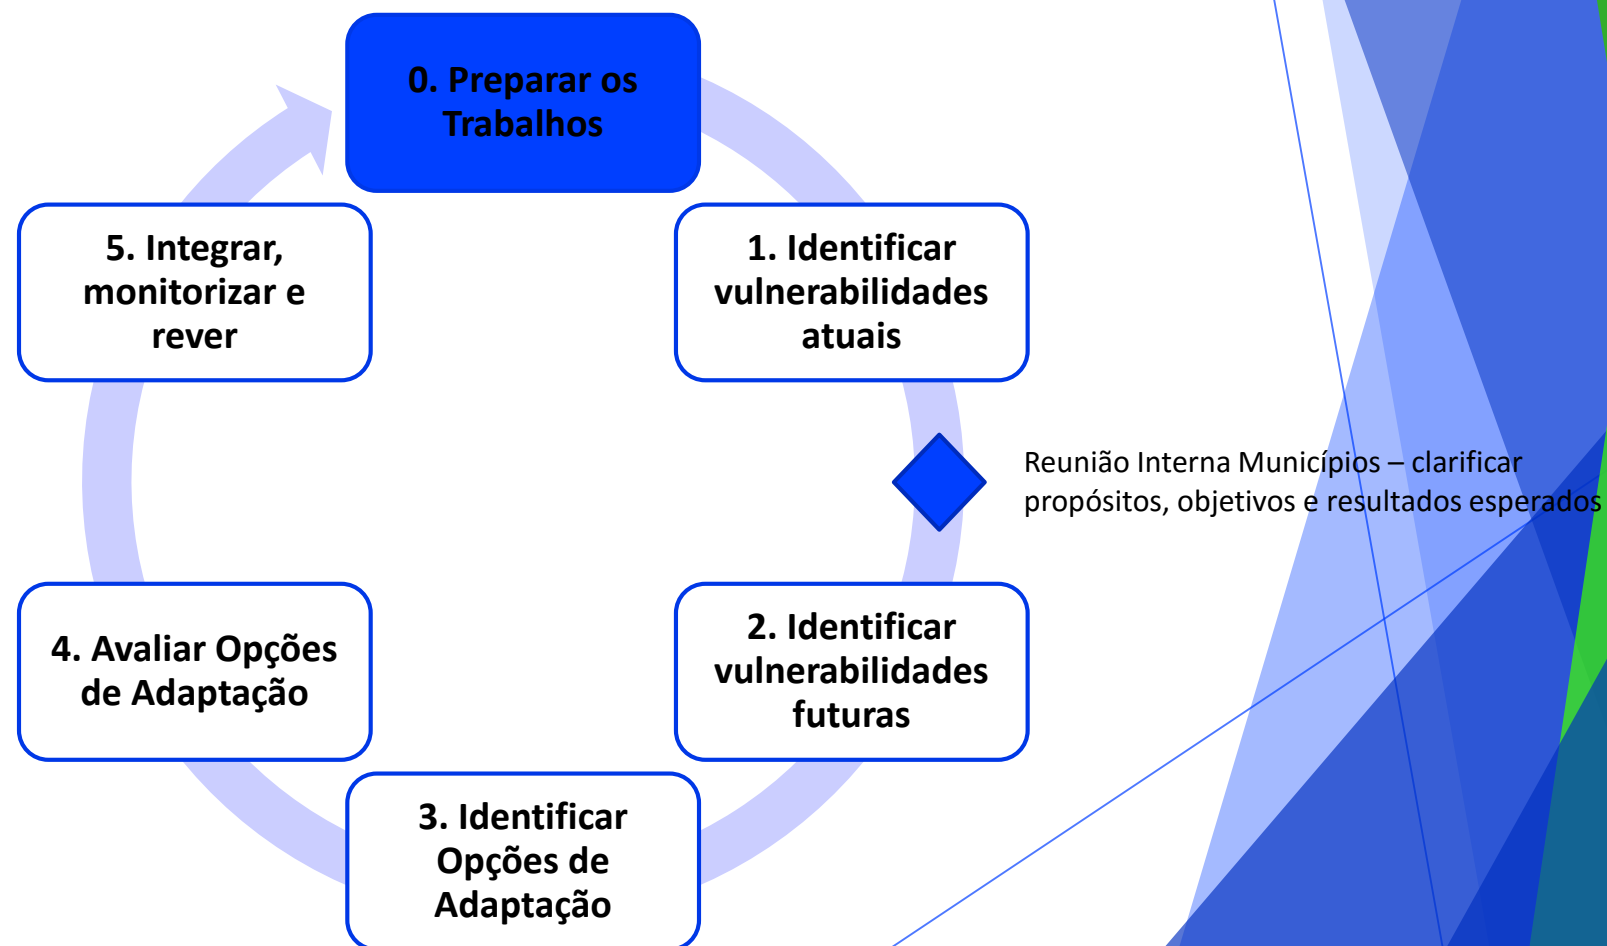 0. Preparar os
Trabalhos
1. Identificar
vulnerabilidades
atuais
Reunião Interna Municípios – clarificar
propósitos, objetivos e resultados esperados
2. Identificar
vulnerabilidades
futuras
3. Identificar
Opções de
Adaptação
4. Avaliar Opções
de Adaptação
5. Integrar,
monitorizar e
rever